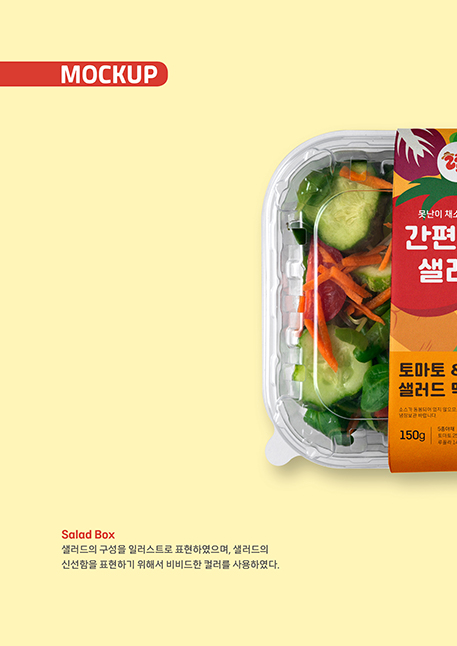 MOCKUP
못난이 채소
간편
샐러
토마토 &
샐러드 믹
150g
Salad Box
샐러드의 구성을 일러스트로 표현하였으며, 샐러드의
신선함을 표현하기 위해서 비비드한 컬러를 사용하였다.